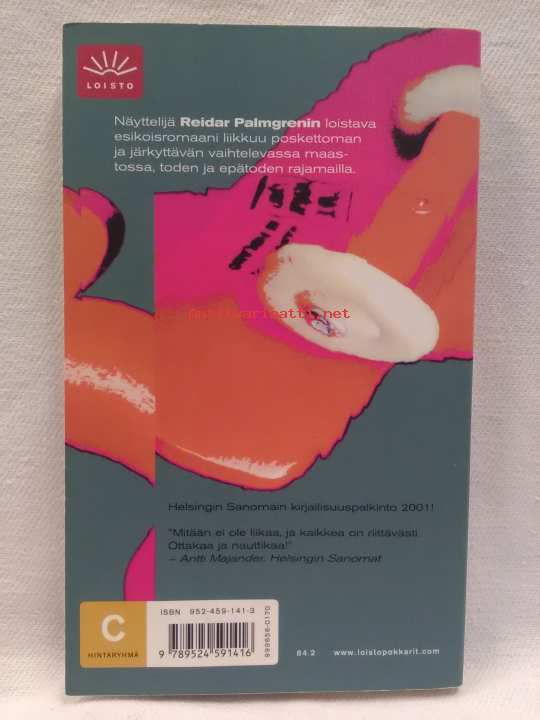 LOISTO
Näyttelijä Reidar Palmgrenin loistava
esikoisromaani liikkuu poskettoman
ja järkyttävän vaihtelevassa maas-
tossa, toden ja epätoden rajamailla.
Antikvariaatti.net
Helsingin Sanomain kirjallisuuspalkinto 2001!
"Mitään ei ole liikaa, ja kaikkea on riittävästi.
Ottakaa ja nauttikaa!"
– Antti Majander, Helsingin Sanomat
C
HINTARYHMÄ
ISBN 952-459-141-3
9 789524 591416
84.2 www.loistopokkarit.com